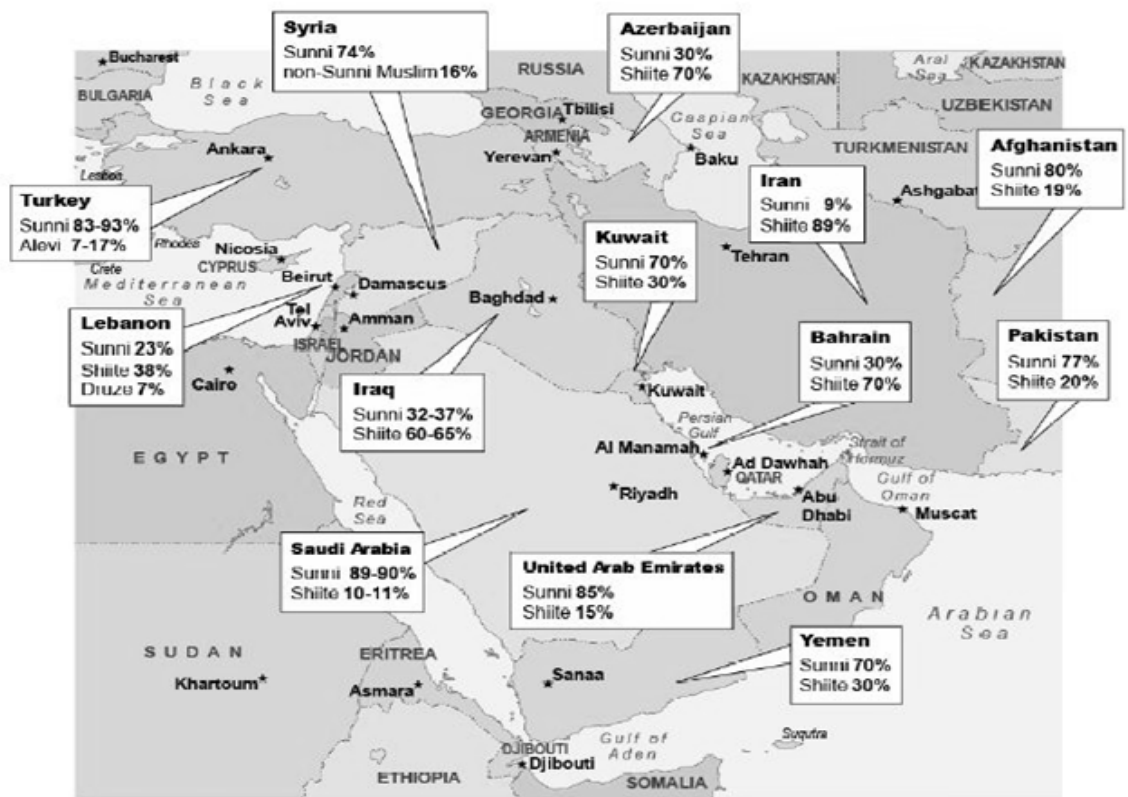 Syria
Sunni 74%
non-Sunni Muslim 16%
Azerbaijan
Sunni 30%
Shiite 70%
Bucharest
BULGARIA
Black
Sea
RUSSIA
GEORGIA
Tbilisi
ARMENIA
Yerevan
KAZAKHSTAN
Caspian
Sea
Baku
Aral
Sea
KAZAKHSTAN
UZBEKISTAN
TURKMENISTAN
Ashgabat
Afghanistan
Sunni 80%
Shiite 19%
Ankara
Lesbos
Turkey
Sunni 83-93%
Alevi 7-17%
Iran
Sunni 9%
Shiite 89%
Tehran
Kuwait
Sunni 70%
Shiite 30%
Rhodes
Nicosia
CYPRUS
Crete
Mediterranean
Sea
Beirut
Damascus
Tel
Aviv
Amman
ISRAEL
JORDAN
Baghdad
Lebanon
Sunni 23%
Shiite 38%
Druze 7%
Cairo
Iraq
Sunni 32-37%
Shiite 60-65%
Kuwait
Bahrain
Sunni 30%
Shiite 70%
Pakistan
Sunni 77%
Shiite 20%
EGYPT
Persian
Gulf
Al Manamah
Ad Dawhah
QATAR
Strait of
Hormuz
Gulf of
Oman
Riyadh
Abu
Dhabi
Muscat
Red
Sea
Saudi Arabia
Sunni 89-90%
Shiite 10-11%
United Arab Emirates
Sunni 85%
Shiite 15%
OMAN
Arabian
Sea
SUDAN
Khartoum
ERITREA
Asmara
Sanaa
Yemen
Sunni 70%
Shiite 30%
Suqutra
DJIBOUTI
Djibouti
Gulf of
Aden
ETHIOPIA
SOMALIA